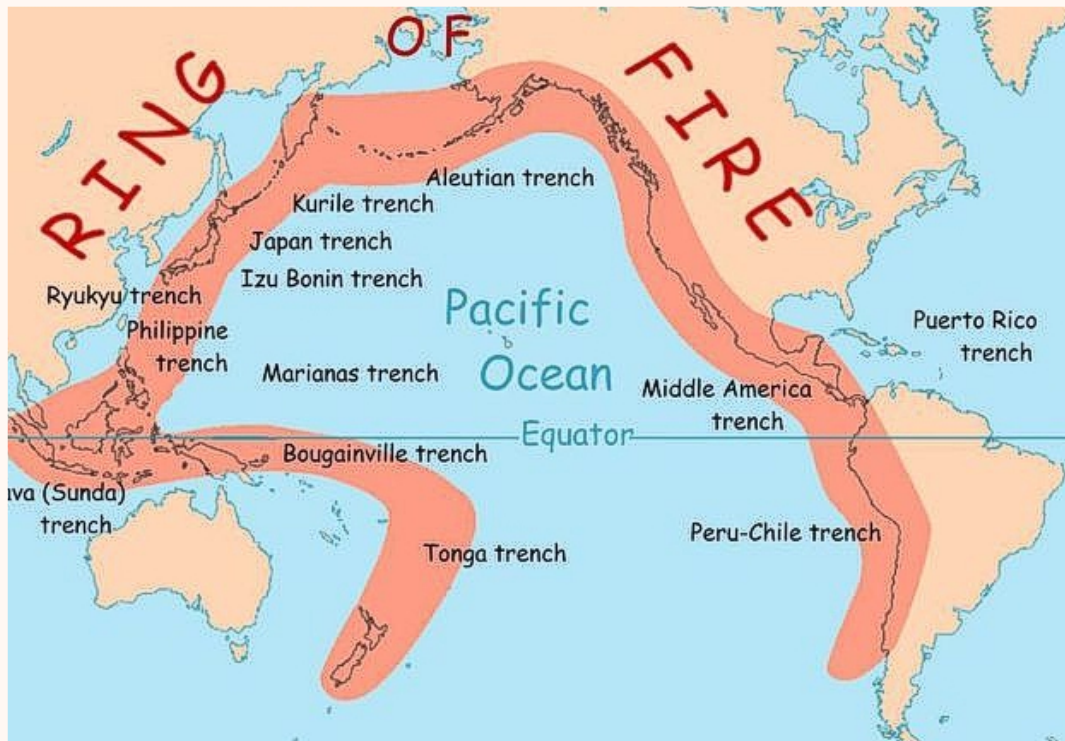 RING OF FIRE
Aleutian trench
Kurile trench
Japan trench
Izu Bonin trench
Ryukyu trench
Philippine
trench
Marianas trench
Pacific
Ocean
Puerto Rico
trench
Middle America
trench
Equator
Bougainville trench
ava (Sunda)
trench
Tonga trench
Peru-Chile trench